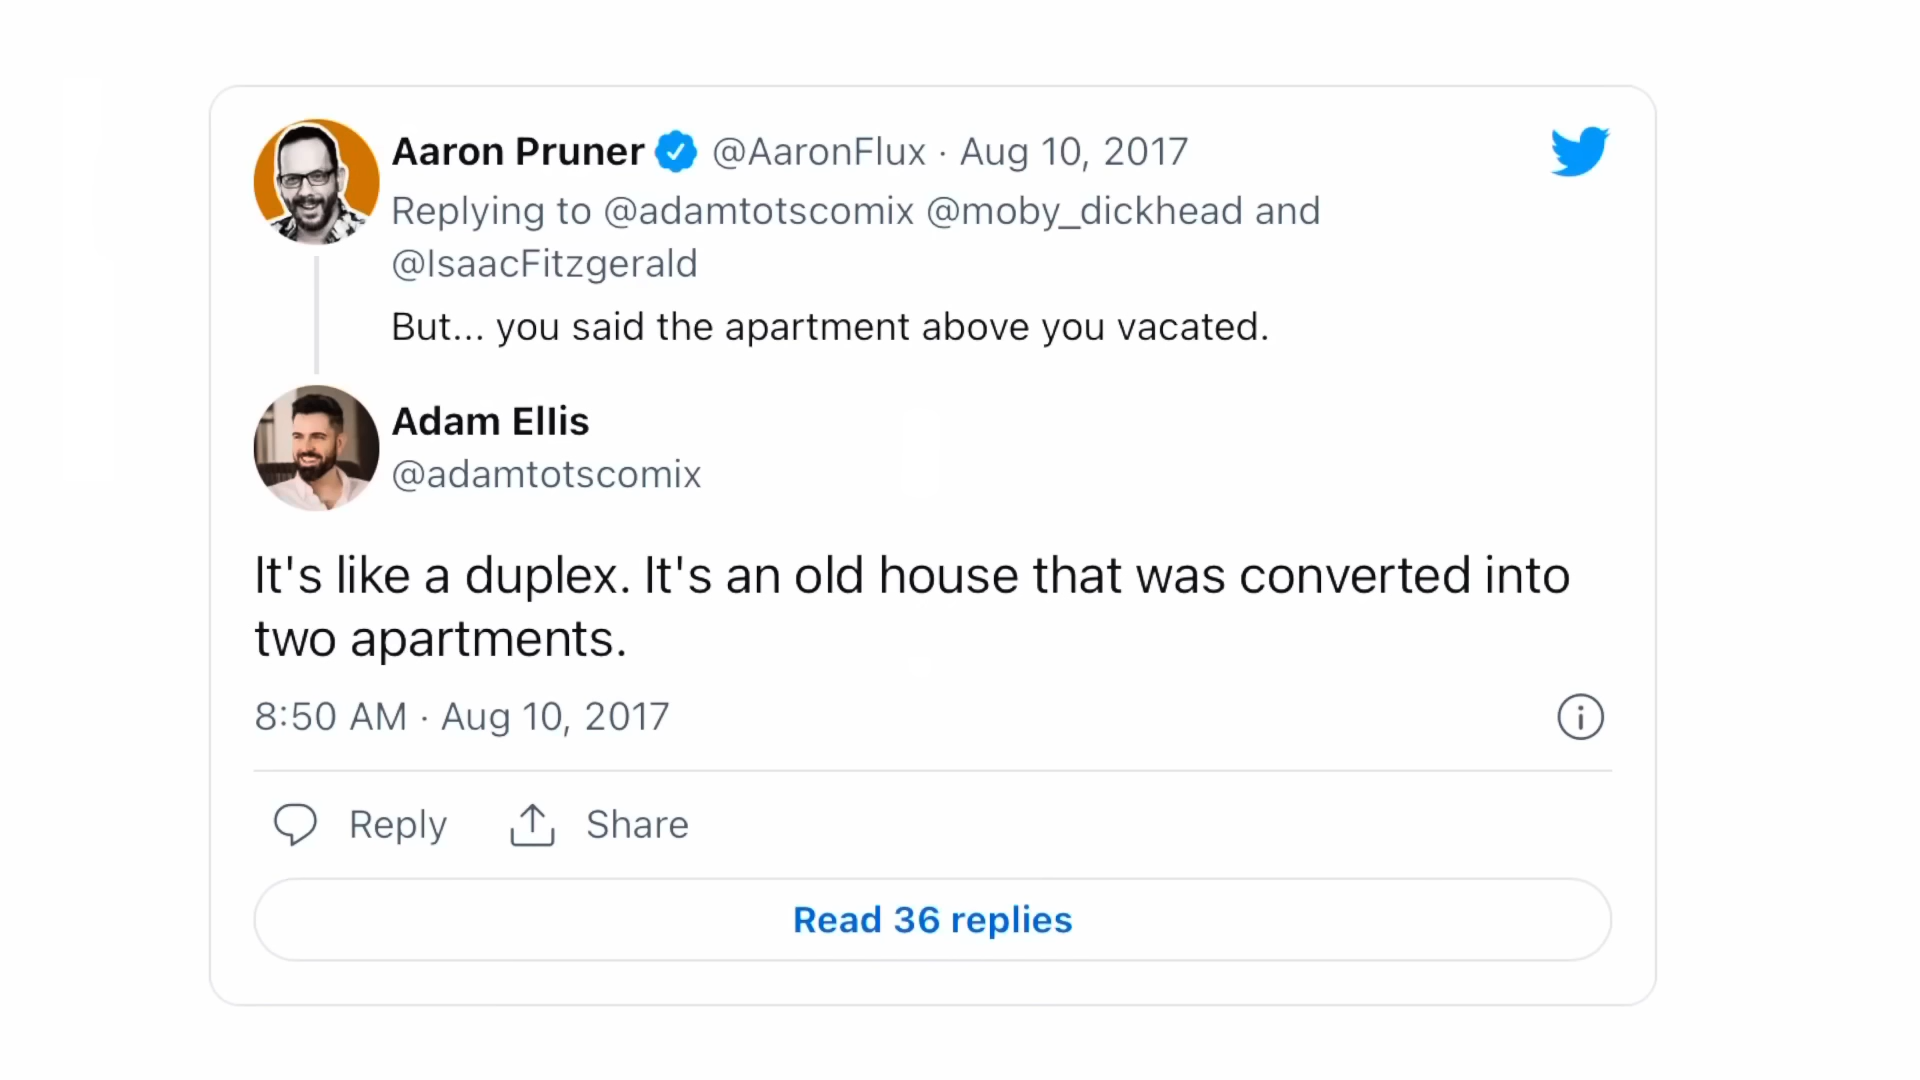 Aaron Pruner @AaronFlux · Aug 10, 2017
Replying to @adamtotscomix @moby_dickhead and
@IsaacFitzgerald
But... you said the apartment above you vacated.
Adam Ellis
@adamtotscomix
It's like a duplex. It's an old house that was converted into
two apartments.
8:50 AM · Aug 10, 2017
Reply Share
Read 36 replies